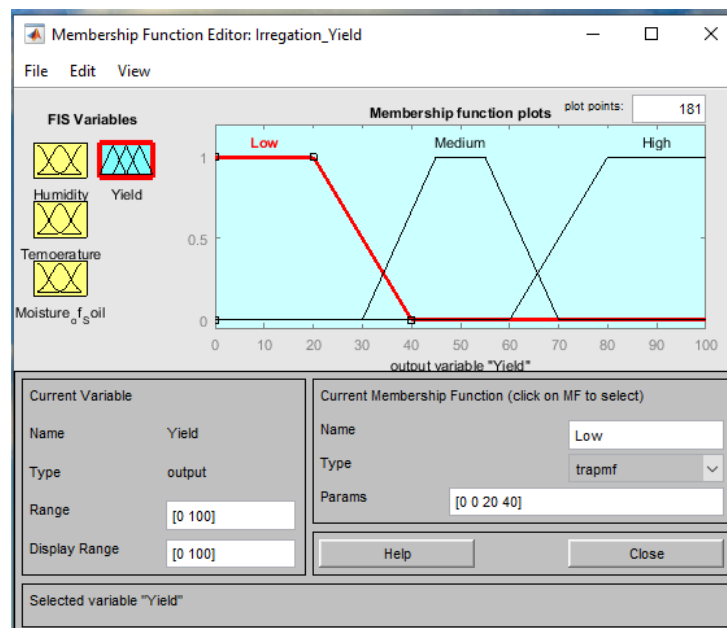 Membership Function Editor: Irregation_Yield
File Edit View
FIS Variables
Membership function plots plot points: 181
Humidity Yield
Temoerature
Moisture_of_Soil
Low Medium High
1
0.5
0
0 10 20 30 40 50 60 70 80 90 100
output variable "Yield"
Current Variable
Name Yield
Type output
Range [0 100]
Display Range [0 100]
Current Membership Function (click on MF to select)
Name Low
Type trapmf
Params [0 0 20 40]
Help Close
Selected variable "Yield"